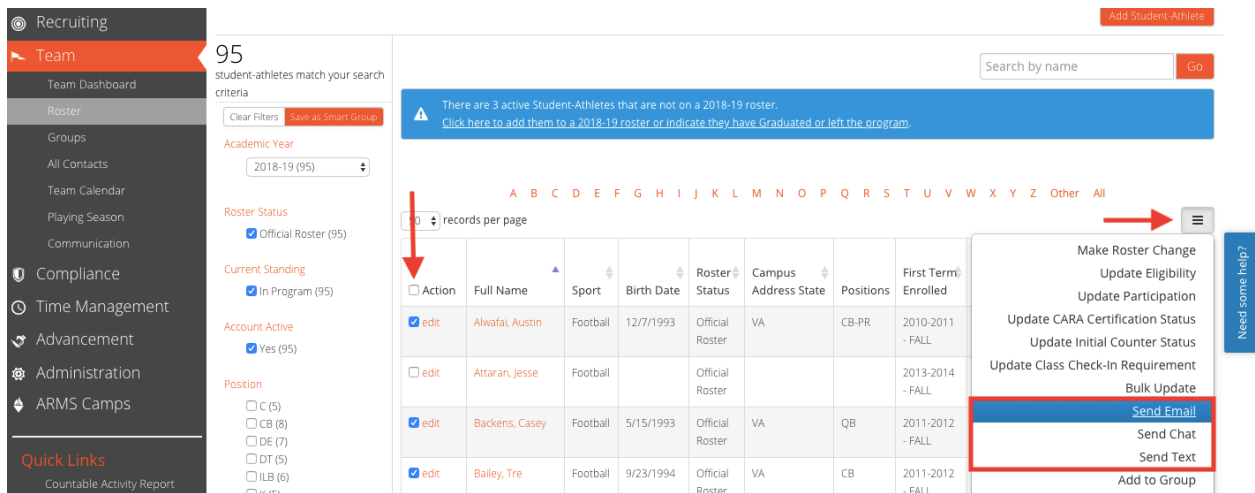 Recruiting
Team
Team Dashboard
Roster
Groups
All Contacts
Team Calendar
Playing Season
Communication
Compliance
Time Management
Advancement
Administration
ARMS Camps
Quick Links
Countable Activity Report
95
student-athletes match your search
criteria
Clear Filters Save as Smart Group
Academic Year
2018-19 (95)
Roster Status
Official Roster (95)
Current Standing
In Program (95)
Account Active
Yes (95)
Position
C (5)
CB (8)
DE (7)
DT (5)
ILB (6)
Add Student-Athlete
Search by name Go
There are 3 active Student-Athletes that are not on a 2018-19 roster.
Click here to add them to a 2018-19 roster or indicate they have Graduated or left the program.
A B C D E F G H I J K L M N O P Q R S T U V W X Y Z Other All
records per page
Action Full Name Sport Birth Date Roster Status Campus Address State Positions First Term Enrolled
edit Alwafai, Austin Football 12/7/1993 Official Roster VA CB-PR 2010-2011 - FALL
edit Attaran, Jesse Football Official Roster 2013-2014 - FALL
edit Backens, Casey Football 5/15/1993 Official Roster VA QB 2011-2012 - FALL
edit Bailey, Tre Football 9/23/1994 Official Roster VA CB 2011-2012 - FALL
Make Roster Change
Update Eligibility
Update Participation
Update CARA Certification Status
Update Initial Counter Status
Update Class Check-In Requirement
Bulk Update
Send Email
Send Chat
Send Text
Add to Group
Need some help?